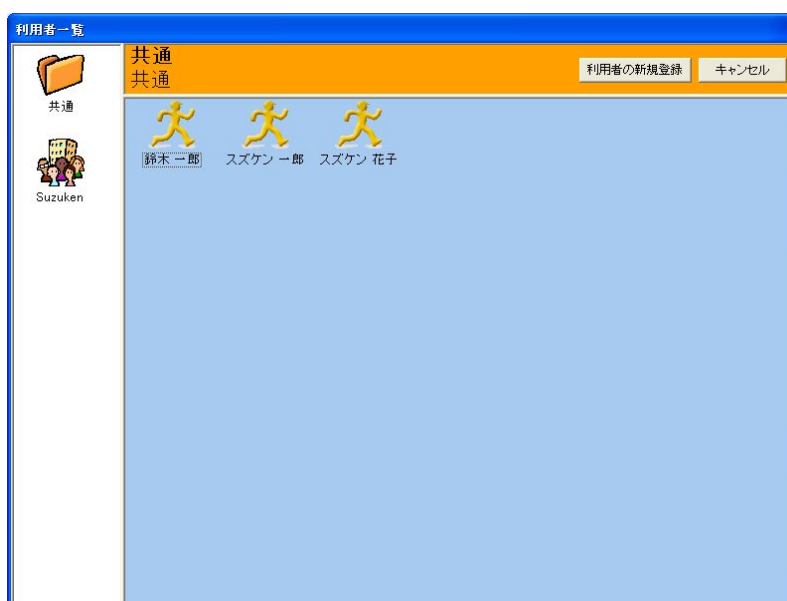 利用者一覧
共通
Suzuken
共通
共通
利用者の新規登録
キャンセル
鈴木 一郎
スズケン 一郎
スズケン 花子